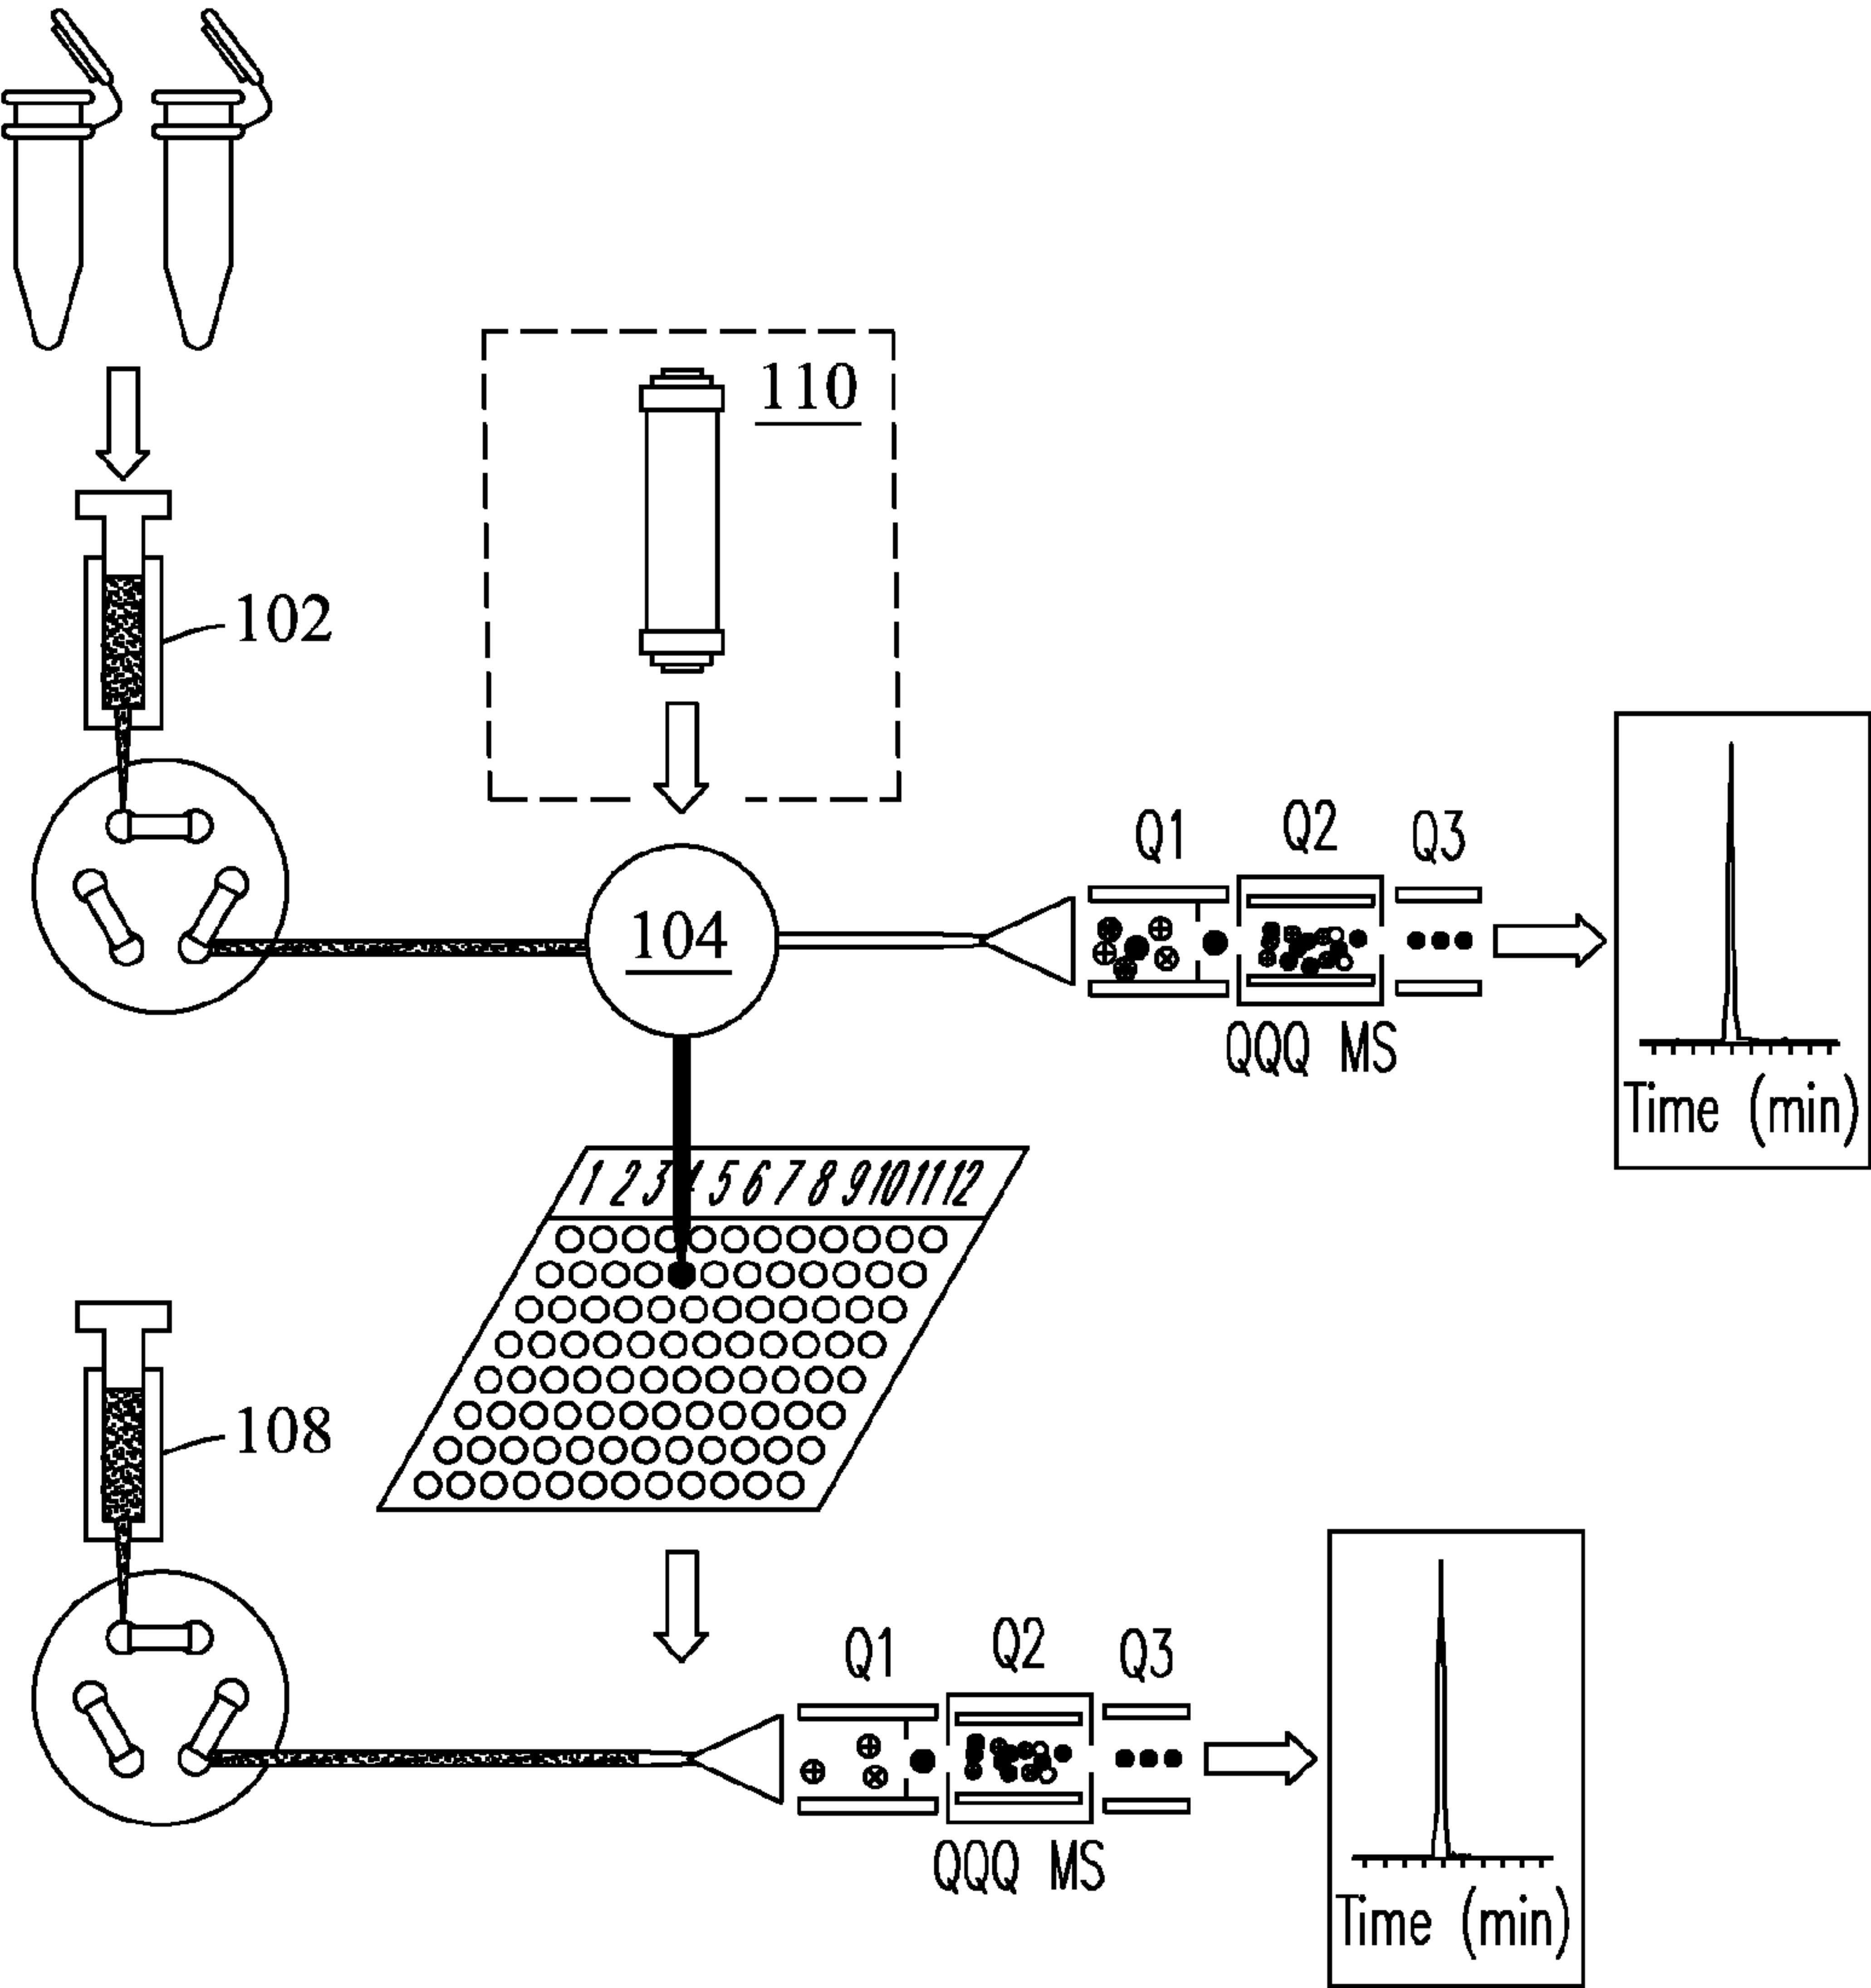 110
102
Q1 Q2 Q3
104
QQQ MS
Time (min)
1 2 3 4 5 6 7 8 9 10 11 12
108
Q1 Q2 Q3
QQQ MS
Time (min)